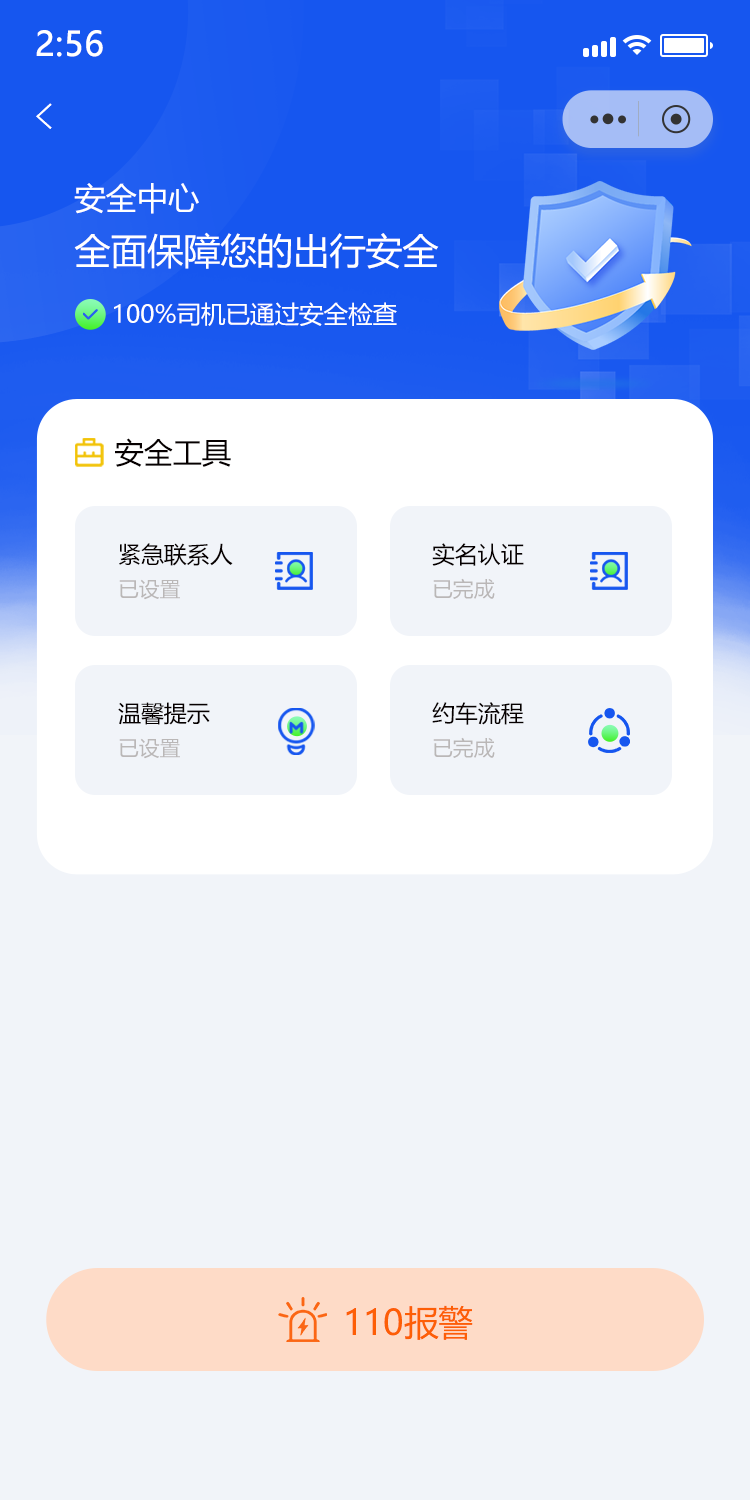 2:56
安全中心
全面保障您的出行安全
100%司机已通过安全检查
安全工具
紧急联系人
已设置
实名认证
已完成
温馨提示
已设置
约车流程
已完成
110报警